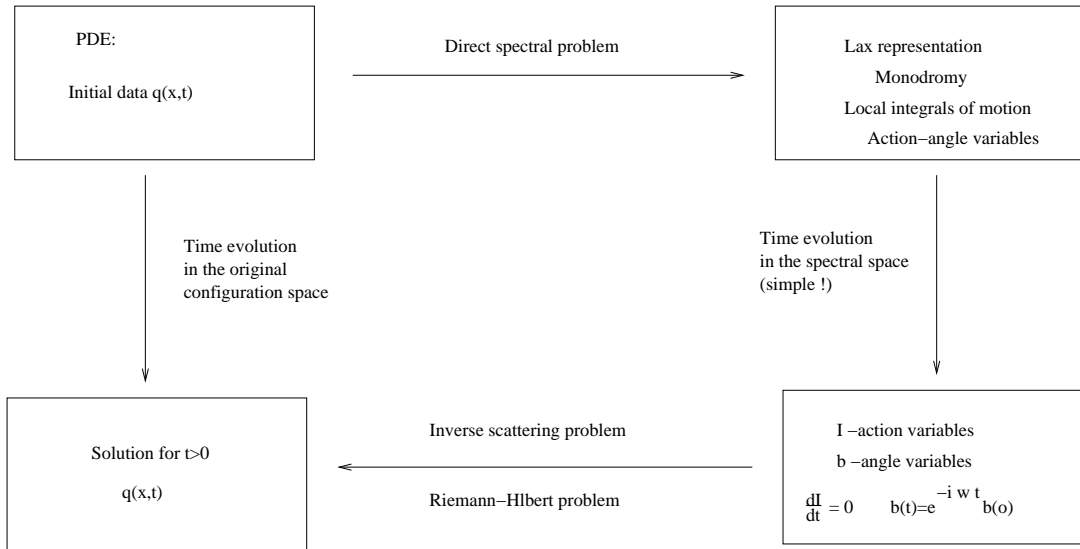 PDE:
Initial data q(x,t)
Direct spectral problem
Lax representation
Monodromy
Local integrals of motion
Action−angle variables
Time evolution
in the original
configuration space
Time evolution
in the spectral space
(simple !)
Solution for t>0
q(x,t)
Inverse scattering problem
Riemann−Hlbert problem
I −action variables
b −angle variables
dI/dt = 0 b(t)=e^−i w t b(o)